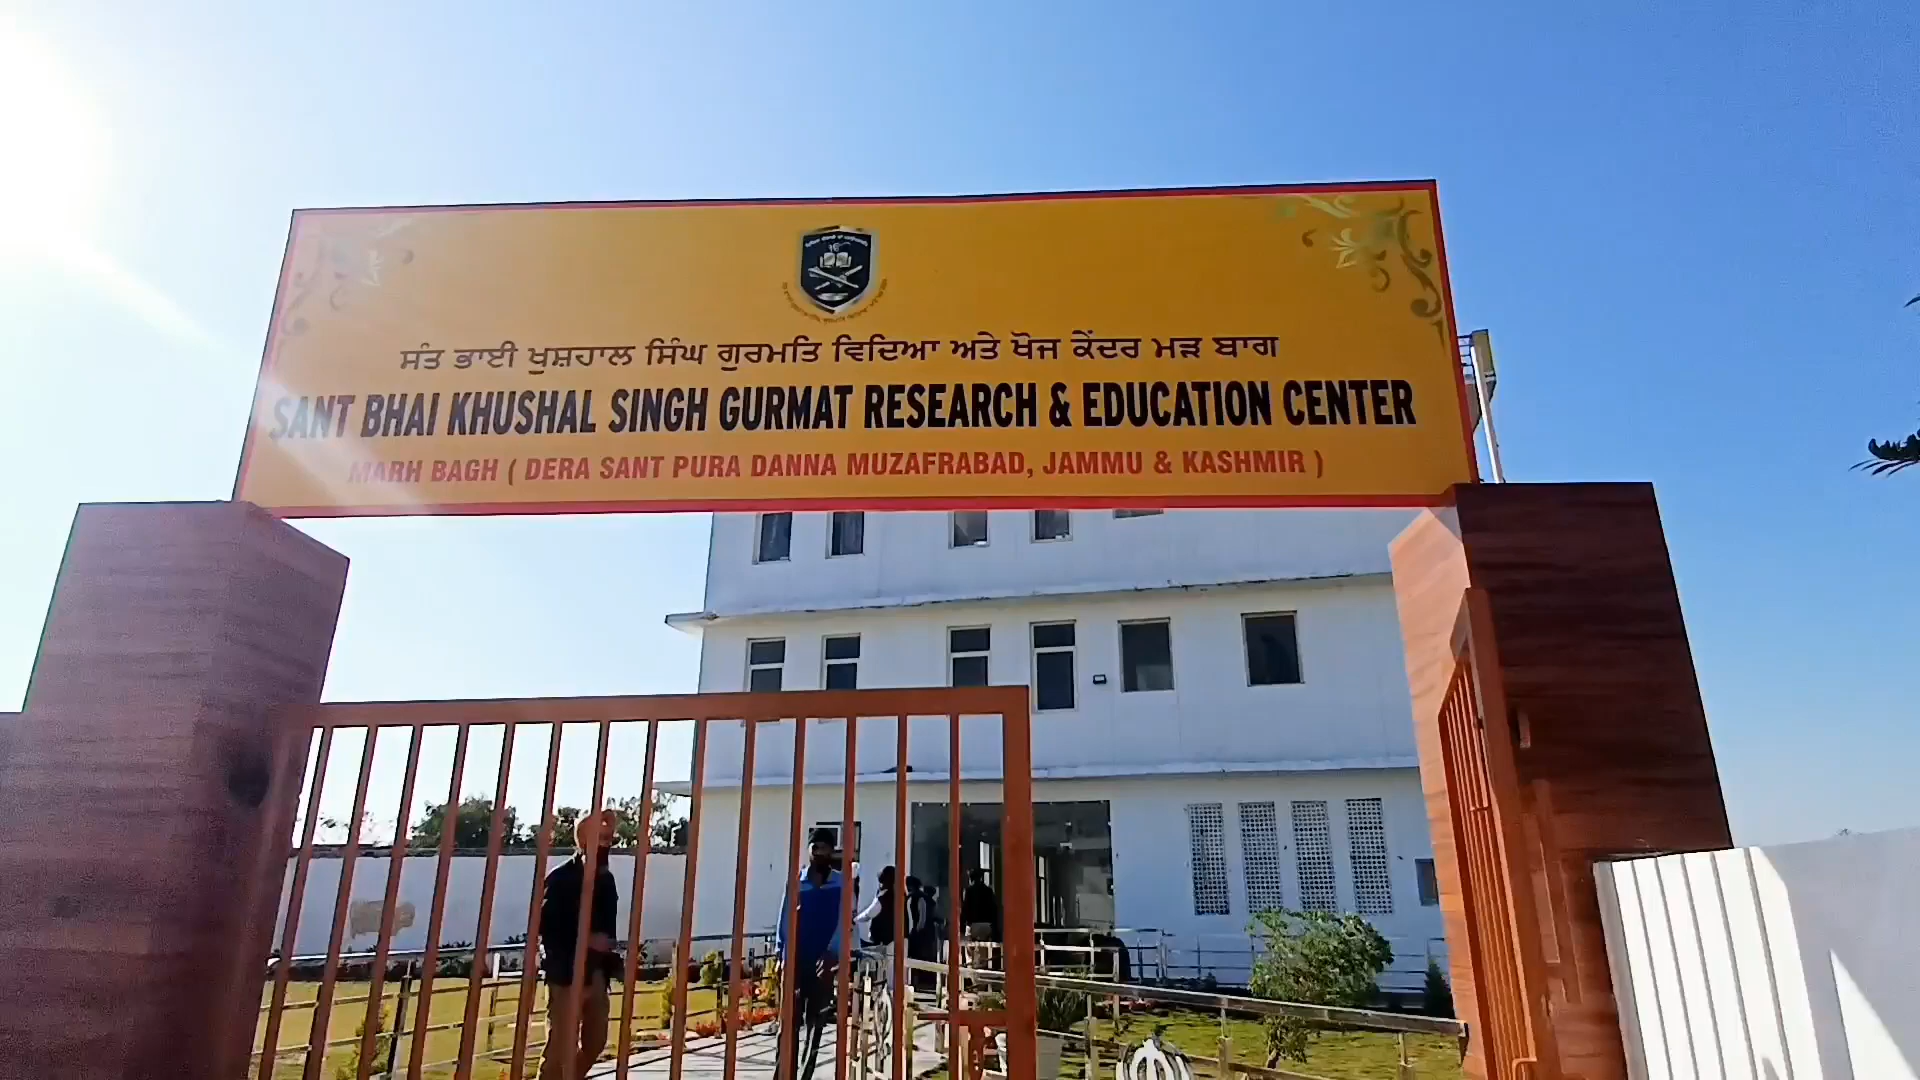 ਸੰਤ ਭਾਈ ਖੁਸ਼ਹਾਲ ਸਿੰਘ ਗੁਰਮਤਿ ਵਿਦਿਆ ਅਤੇ ਖੋਜ ਕੇਂਦਰ ਮੜ ਬਾਗ
SANT BHAI KHUSHAL SINGH GURMAT RESEARCH & EDUCATION CENTER
MARH BAGH ( DERA SANT PURA DANNA MUZAFRABAD, JAMMU & KASHMIR )